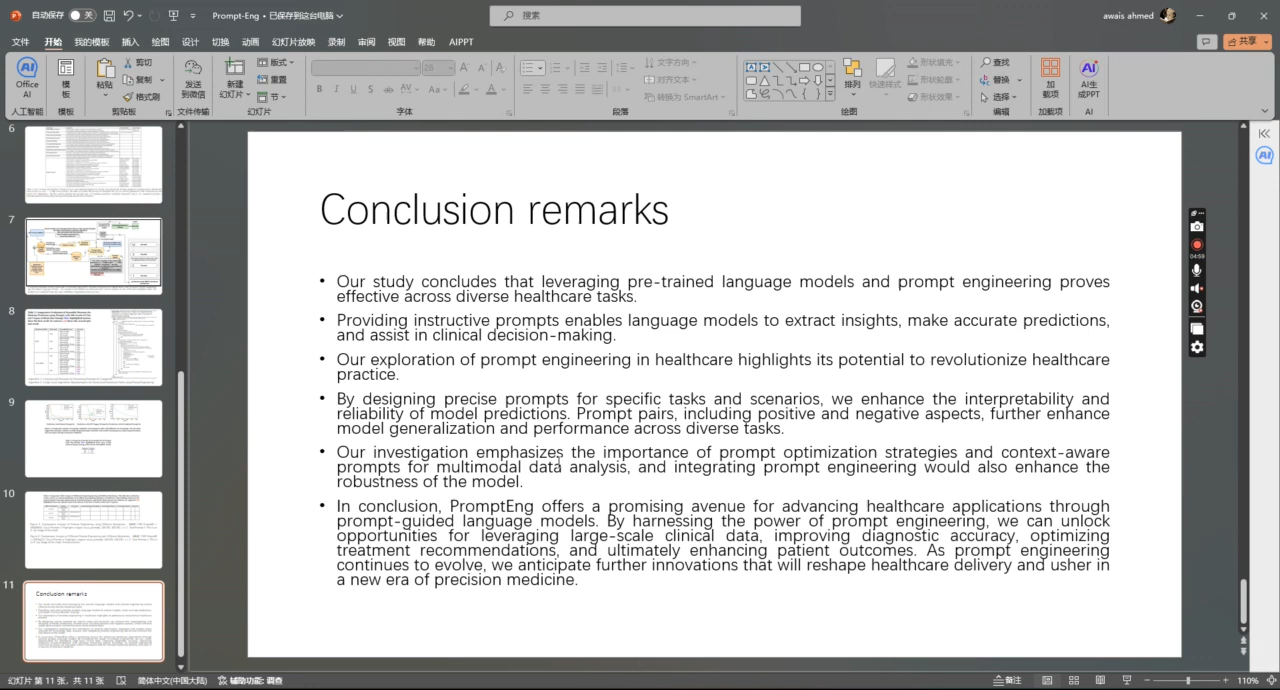 自动保存 关 Prompt-Eng • 已保存到这台电脑 搜索 awais ahmed
文件 开始 我的模板 插入 绘图 设计 切换 动画 幻灯片放映 录制 审阅 视图 帮助 AIPPT 共享
Office AI
人工智能
模板
模板
粘贴
剪切
复制
格式刷
剪贴板
发送到微信
文件传输
新建幻灯片
版式
重置
节
幻灯片
字体
文字方向
对齐文本
转换为 SmartArt
段落
排列
快速样式
形状填充
形状轮廓
形状效果
绘图
查找
替换
选择
编辑
加载项
加载项
AI生成PPT
AI
6
7
8
9
10
11
Conclusion remarks
Conclusion remarks
• Our study concludes that leveraging pre-trained language models and prompt engineering proves
effective across diverse healthcare tasks.
• Providing insightful prompts enables language models to extract insights, make accurate predictions,
and assist in clinical decision-making.
• Our exploration of prompt engineering in healthcare highlights its potential to revolutionize healthcare
practice.
• By designing precise prompts for specific tasks and scenarios, we enhance the interpretability and
reliability of model predictions. Prompt pairs, including positive and negative aspects, further enhance
model generalization and performance across diverse tasks.
• Our investigation emphasizes the importance of prompt optimization strategies and context-aware
prompts for multimodal data analysis, and integrating prompt engineering would also enhance the
robustness of the model.
• In conclusion, Prompt-Eng offers a promising avenue for advancing healthcare applications through
prompt-guided language models. By harnessing the power of prompt engineering, we can unlock
opportunities for leveraging large-scale clinical data, improving diagnostic accuracy, optimizing
treatment recommendations, and ultimately enhancing patient outcomes. As prompt engineering
continues to evolve, we anticipate further innovations that will reshape healthcare delivery and usher in
a new era of precision medicine.
04:59
幻灯片 第 11 张，共 11 张 简体中文(中国大陆) 辅助功能: 调查 备注 110%